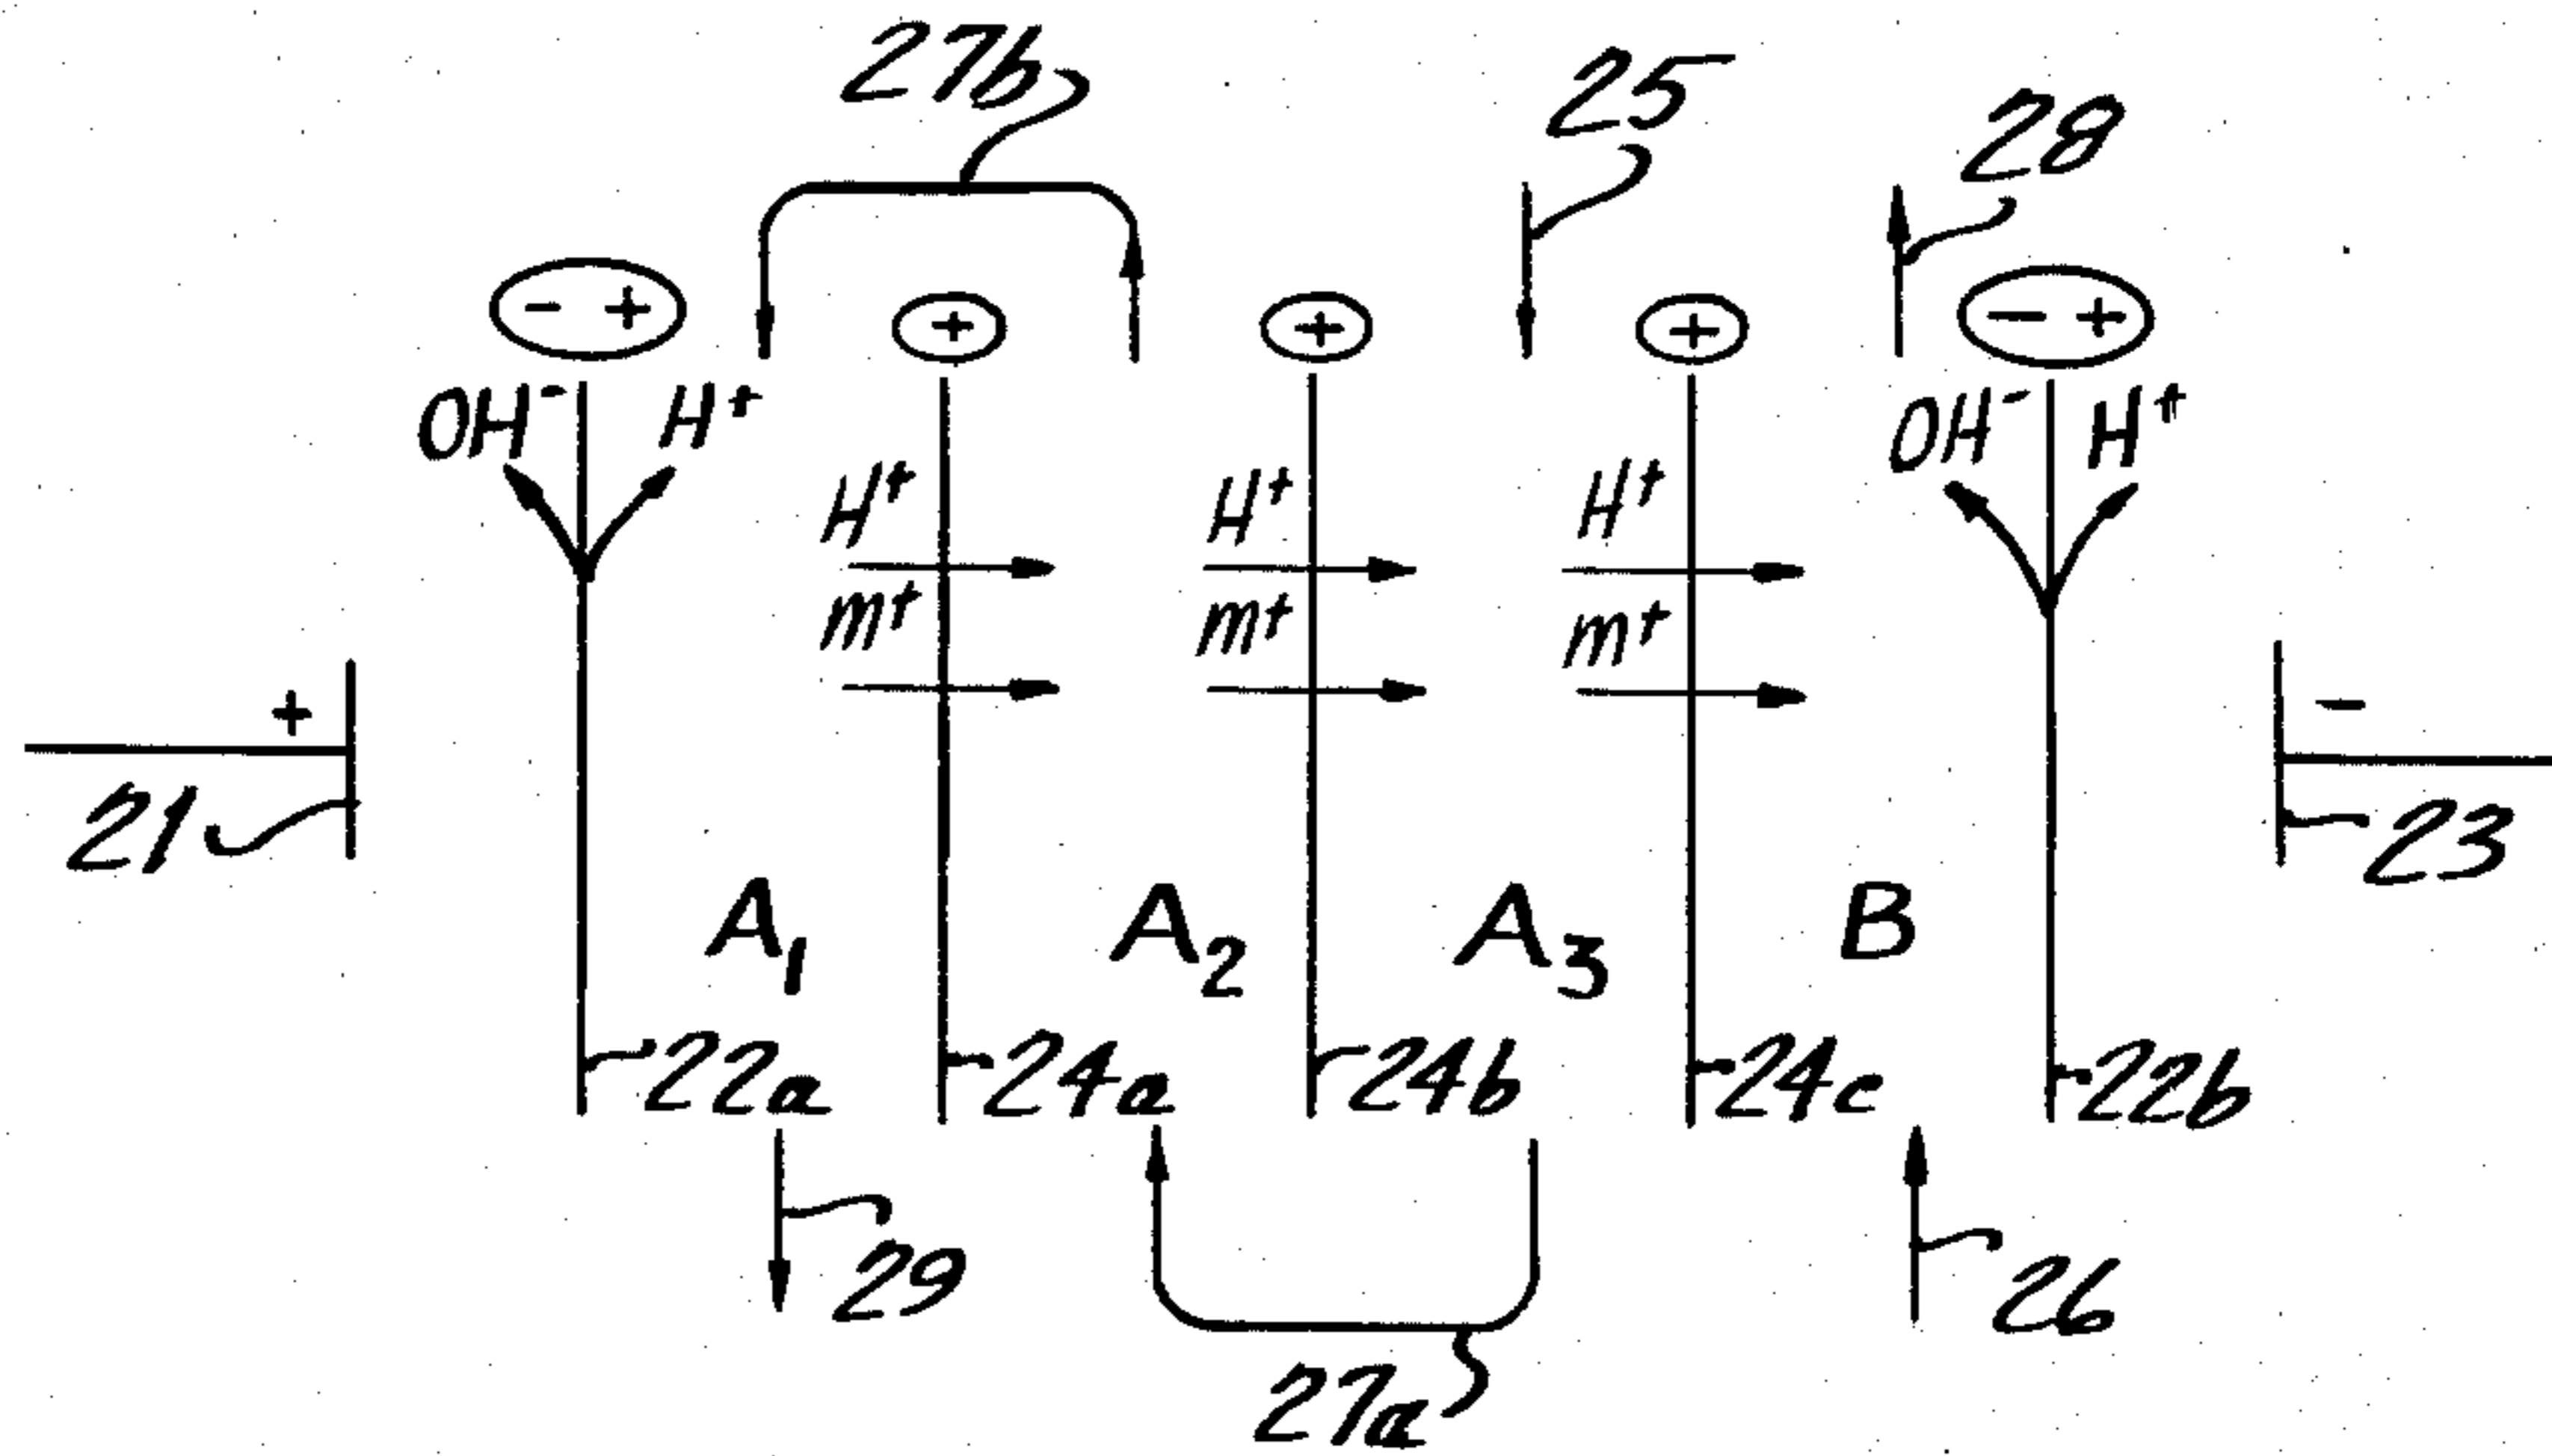 27b
25
28
- +
+
+
+
- +
OH⁻ H⁺
OH⁻ H⁺
H⁺ H⁺ H⁺
m⁺ m⁺ m⁺
+
-
21
23
A₁ A₂ A₃ B
22a 24a 24b 24c 22b
29
26
27a